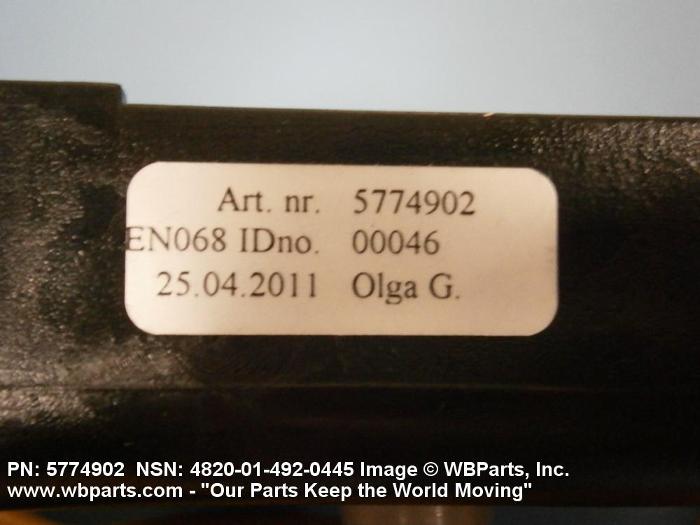 Art. nr. 5774902
EN068 IDno. 00046
25.04.2011 Olga G.
PN: 5774902 NSN: 4820-01-492-0445 Image © WBParts, Inc.
www.wbparts.com - "Our Parts Keep the World Moving"